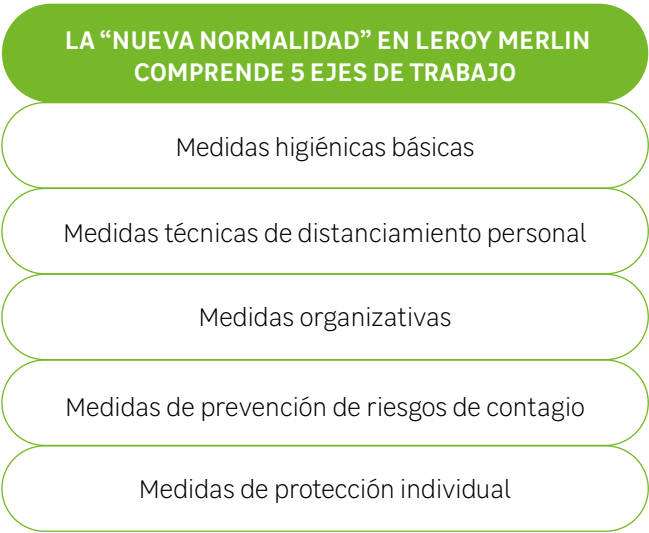 LA “NUEVA NORMALIDAD” EN LEROY MERLIN
COMPRENDE 5 EJES DE TRABAJO
Medidas higiénicas básicas
Medidas técnicas de distanciamiento personal
Medidas organizativas
Medidas de prevención de riesgos de contagio
Medidas de protección individual